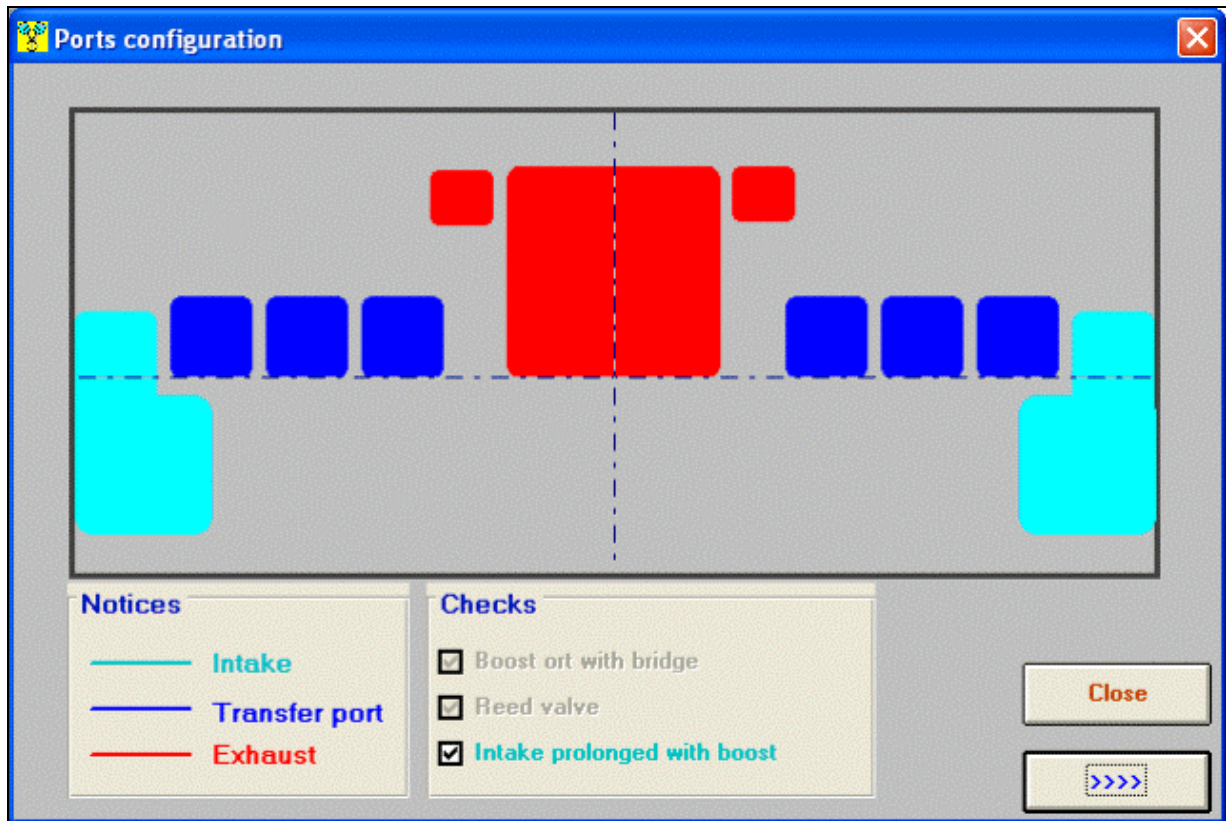 Ports configuration
Notices
Intake
Transfer port
Exhaust
Checks
Boost ort with bridge
Reed valve
Intake prolonged with boost
Close
>>>>